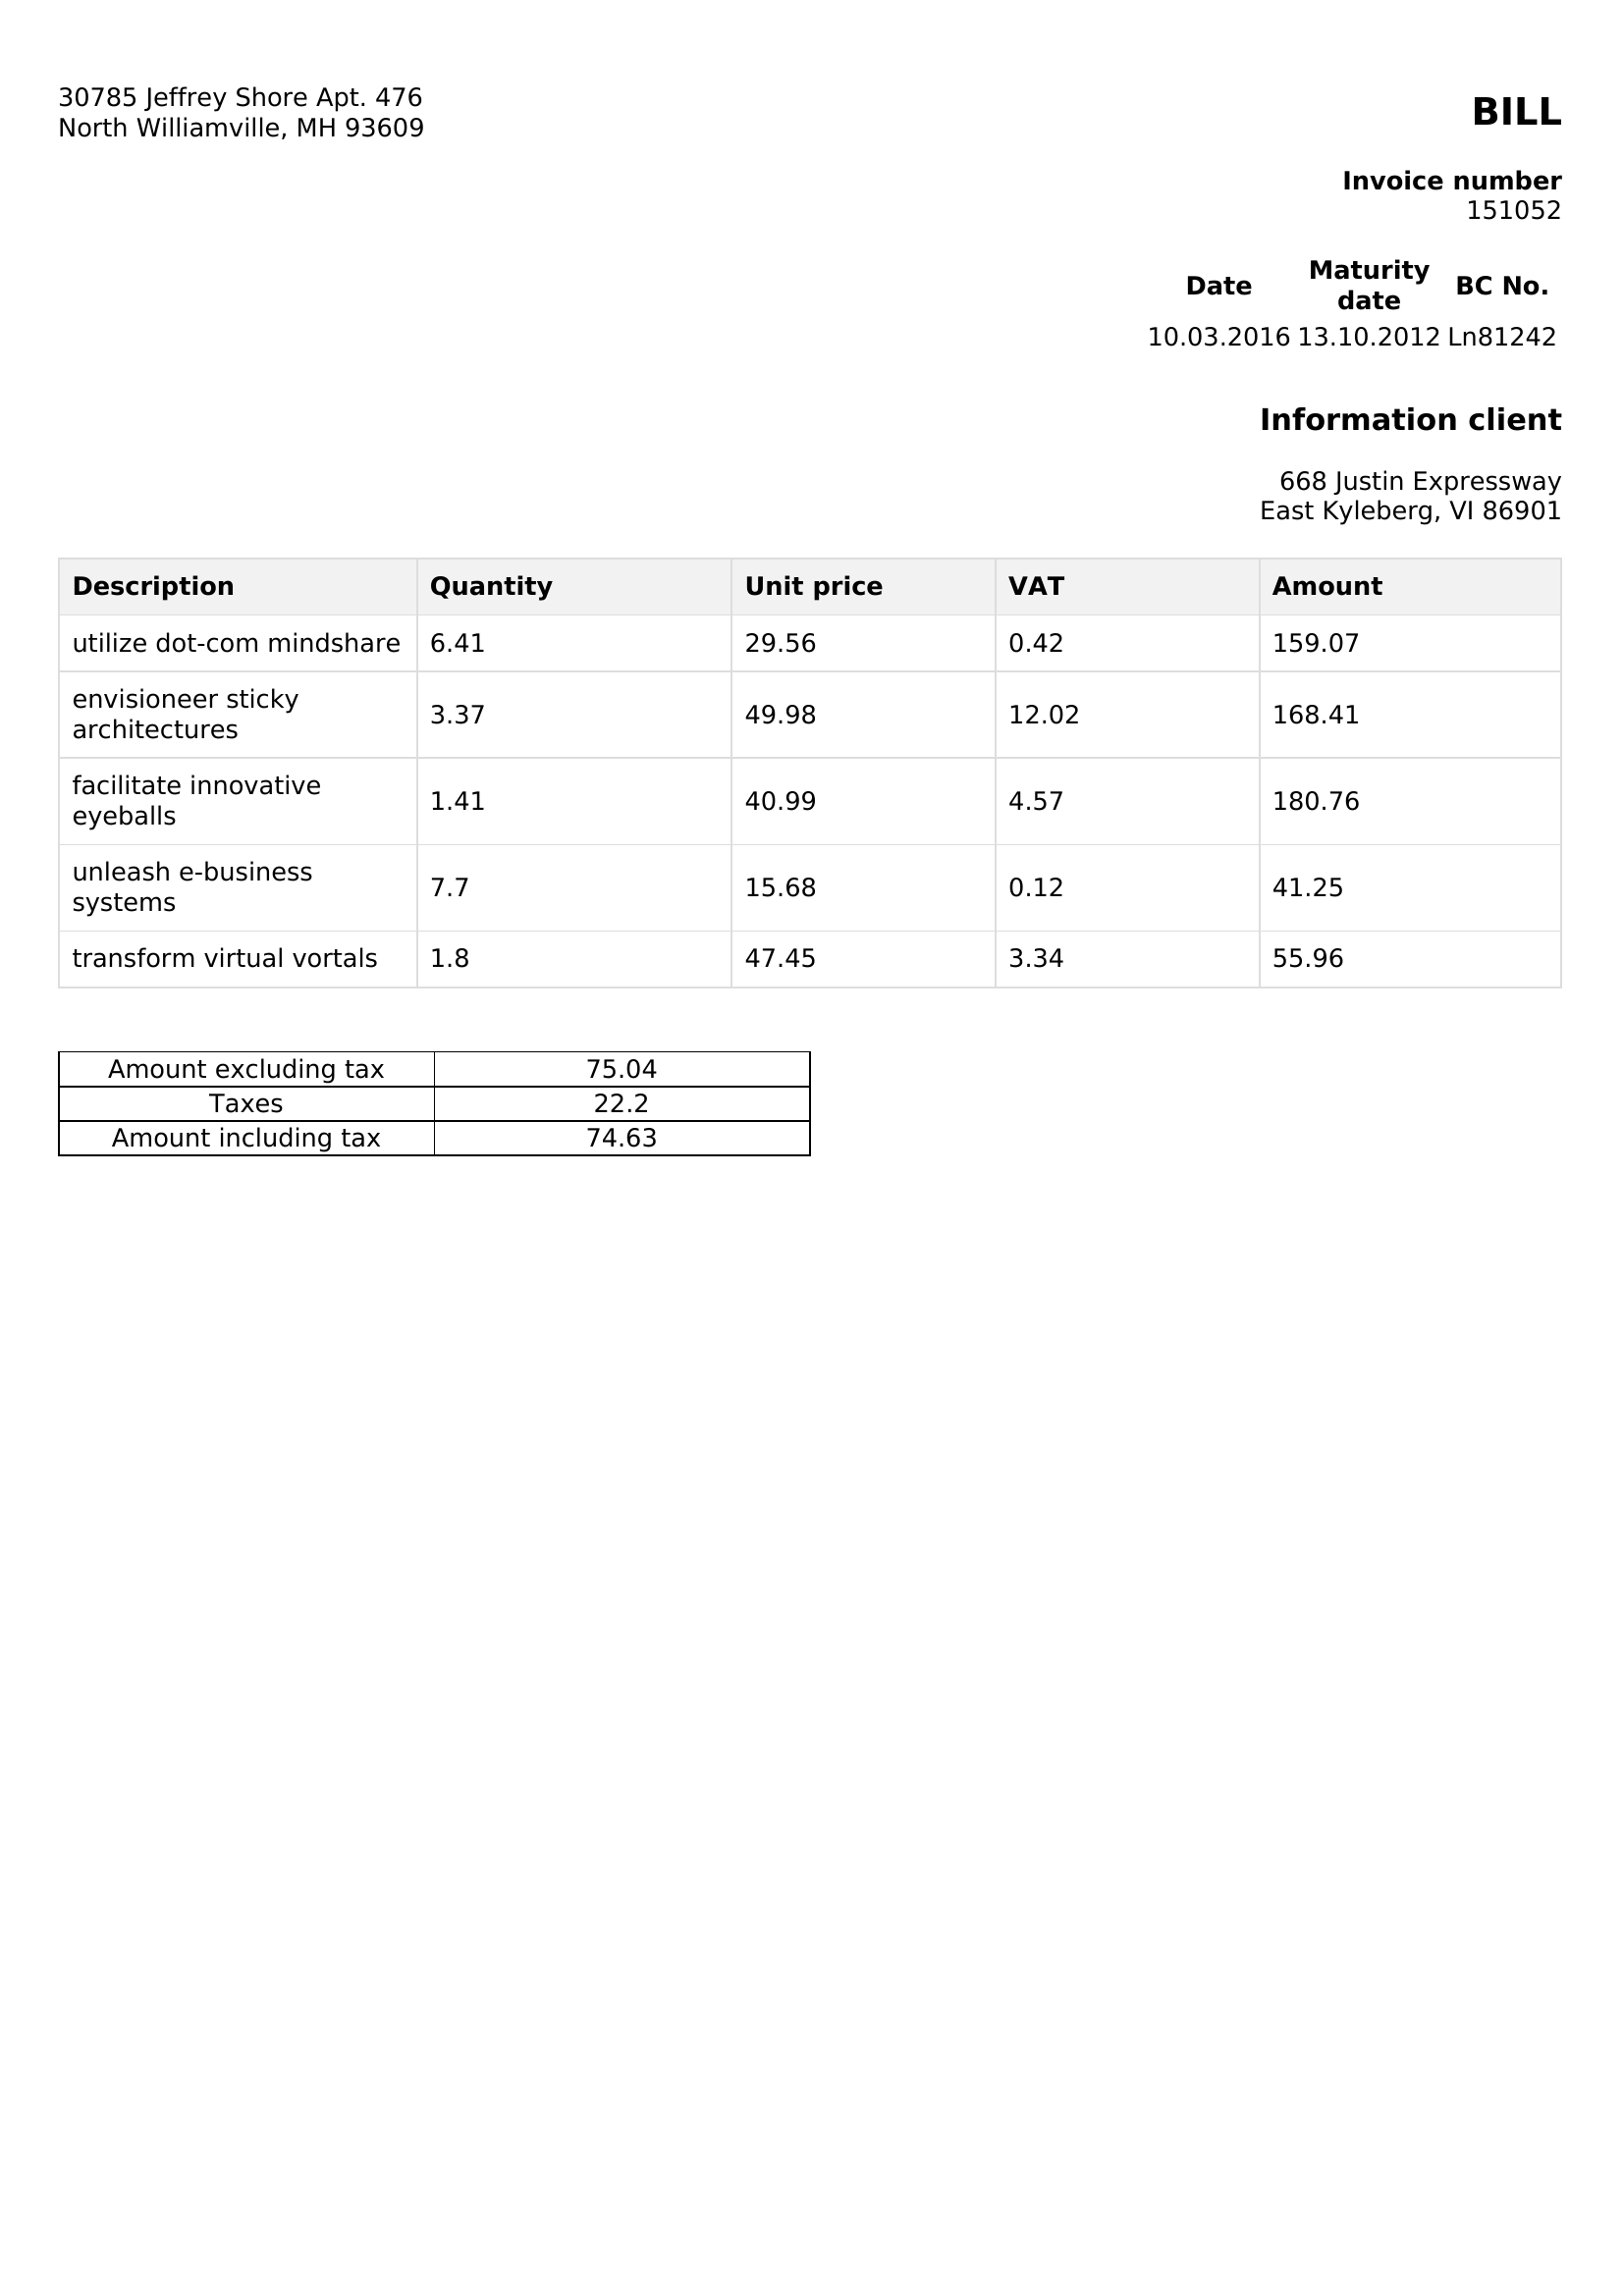 30785 Jeffrey Shore Apt. 476
North Williamville, MH 93609
BILL
Invoice number
151052
Date Maturity date BC No.
10.03.2016 13.10.2012 Ln81242
Information client
668 Justin Expressway
East Kyleberg, VI 86901
Description Quantity Unit price VAT Amount
utilize dot-com mindshare 6.41 29.56 0.42 159.07
envisioneer sticky
architectures 3.37 49.98 12.02 168.41
facilitate innovative
eyeballs 1.41 40.99 4.57 180.76
unleash e-business
systems 7.7 15.68 0.12 41.25
transform virtual vortals 1.8 47.45 3.34 55.96
Amount excluding tax 75.04
Taxes 22.2
Amount including tax 74.63